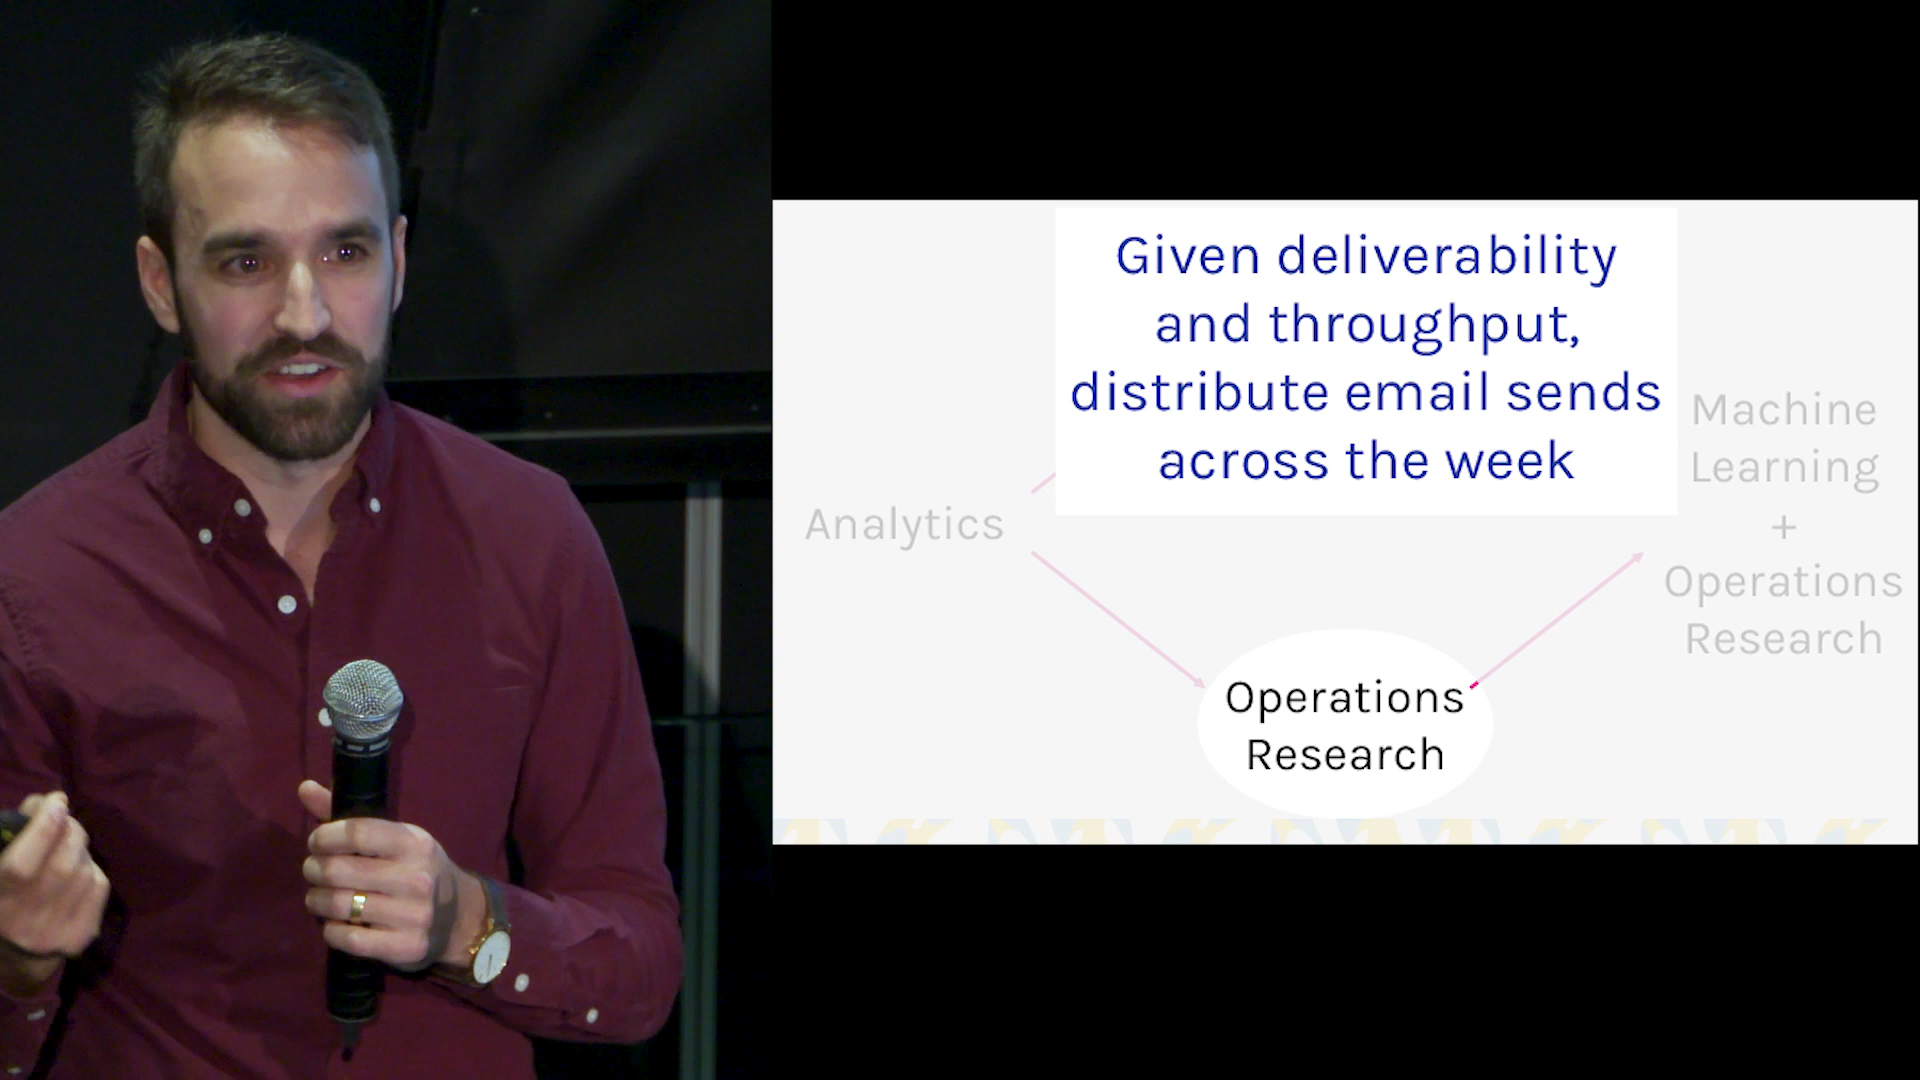 Given deliverability
and throughput,
distribute email sends
across the week
Analytics
Machine
Learning
+
Operations
Research
Operations
Research